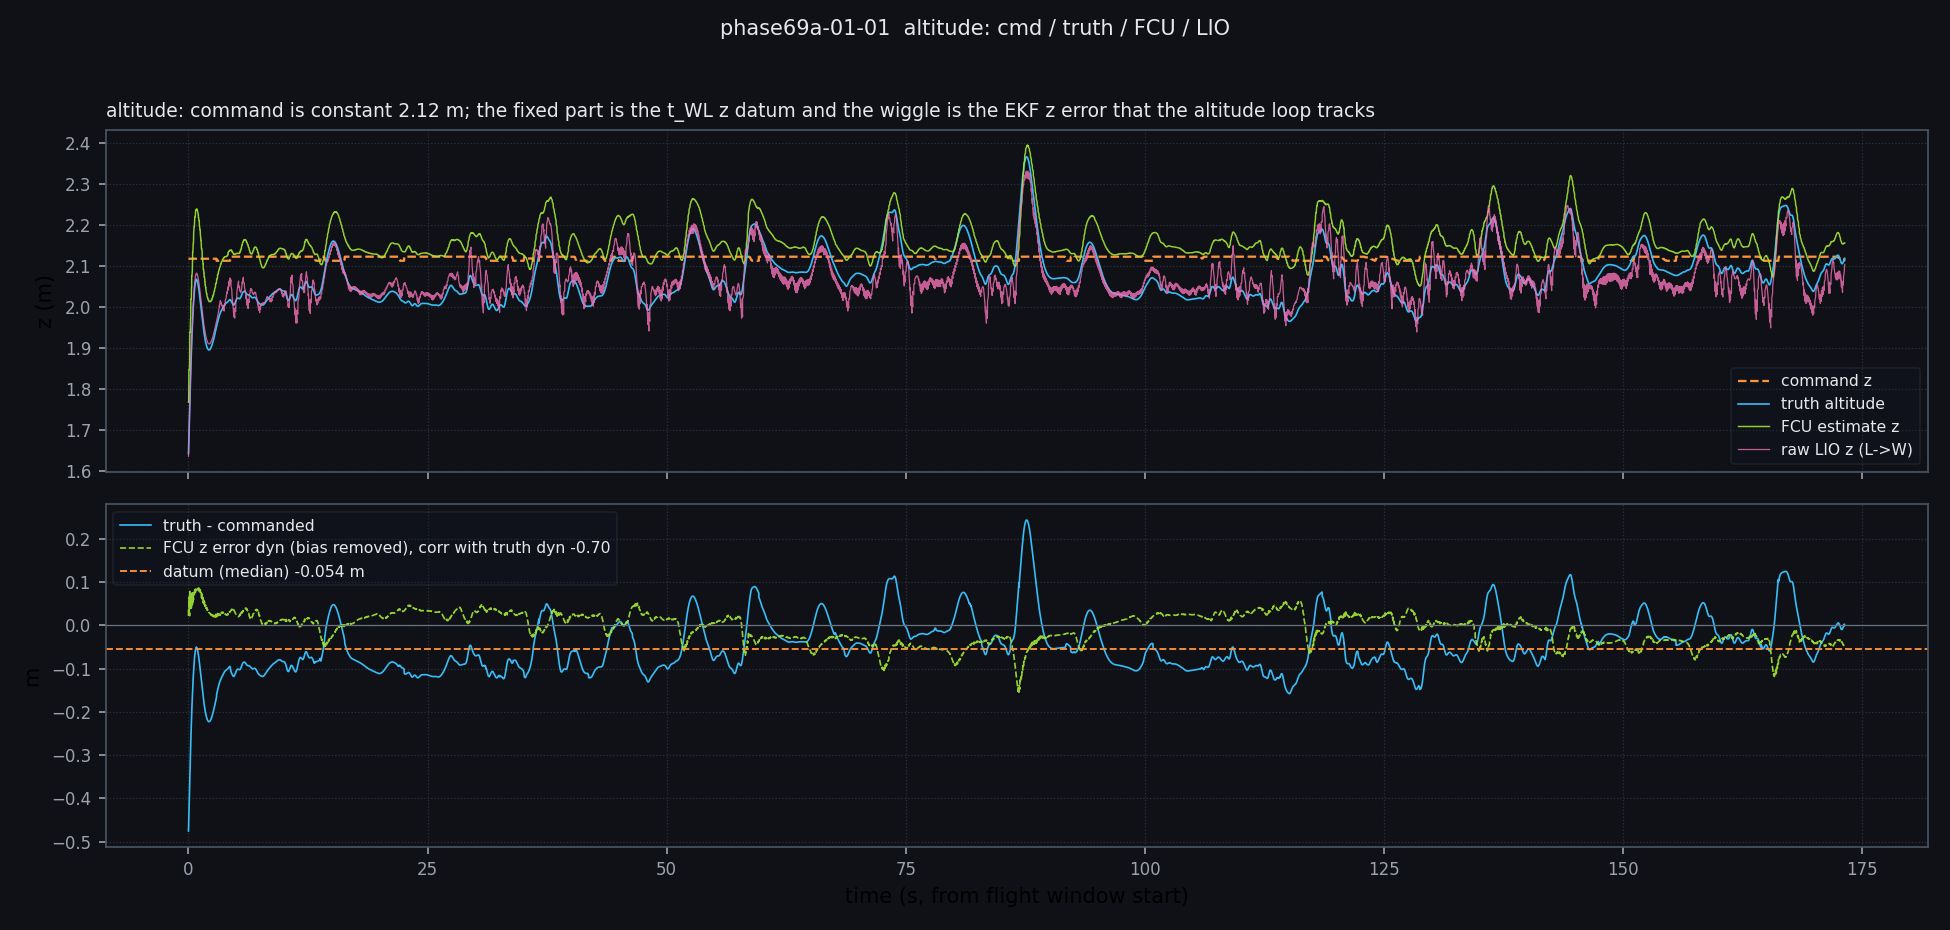 phase69a-01-01  altitude: cmd / truth / FCU / LIO
altitude: command is constant 2.12 m; the fixed part is the t_WL z datum and the wiggle is the EKF z error that the altitude loop tracks
z (m)
2.4
2.3
2.2
2.1
2.0
1.9
1.8
1.7
1.6
command z
truth altitude
FCU estimate z
raw LIO z (L->W)
m
0.2
0.1
0.0
−0.1
−0.2
−0.3
−0.4
−0.5
truth - commanded
FCU z error dyn (bias removed), corr with truth dyn -0.70
datum (median) -0.054 m
0 25 50 75 100 125 150 175
time (s, from flight window start)